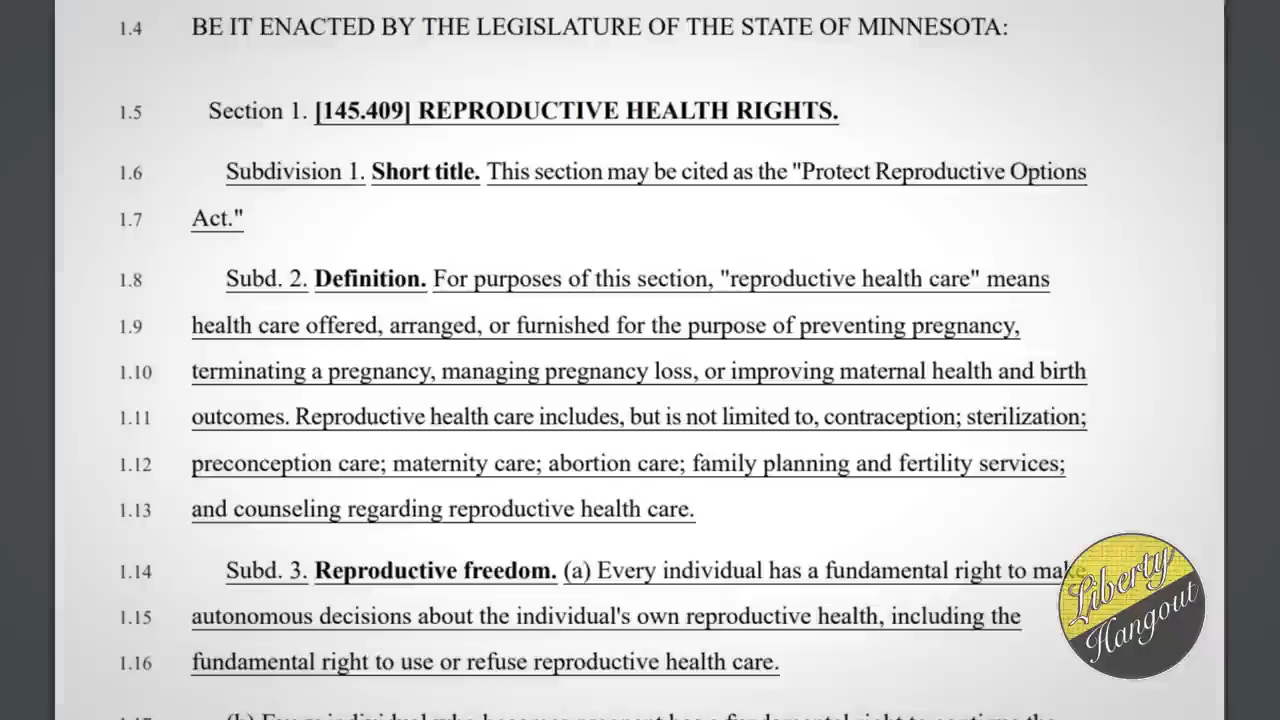 1.4 BE IT ENACTED BY THE LEGISLATURE OF THE STATE OF MINNESOTA:
1.5 Section 1. [145.409] REPRODUCTIVE HEALTH RIGHTS.
1.6 Subdivision 1. Short title. This section may be cited as the "Protect Reproductive Options
1.7 Act."
1.8 Subd. 2. Definition. For purposes of this section, "reproductive health care" means
1.9 health care offered, arranged, or furnished for the purpose of preventing pregnancy,
1.10 terminating a pregnancy, managing pregnancy loss, or improving maternal health and birth
1.11 outcomes. Reproductive health care includes, but is not limited to, contraception; sterilization;
1.12 preconception care; maternity care; abortion care; family planning and fertility services;
1.13 and counseling regarding reproductive health care.
1.14 Subd. 3. Reproductive freedom. (a) Every individual has a fundamental right to make
1.15 autonomous decisions about the individual's own reproductive health, including the
1.16 fundamental right to use or refuse reproductive health care.
Liberty
Hangout